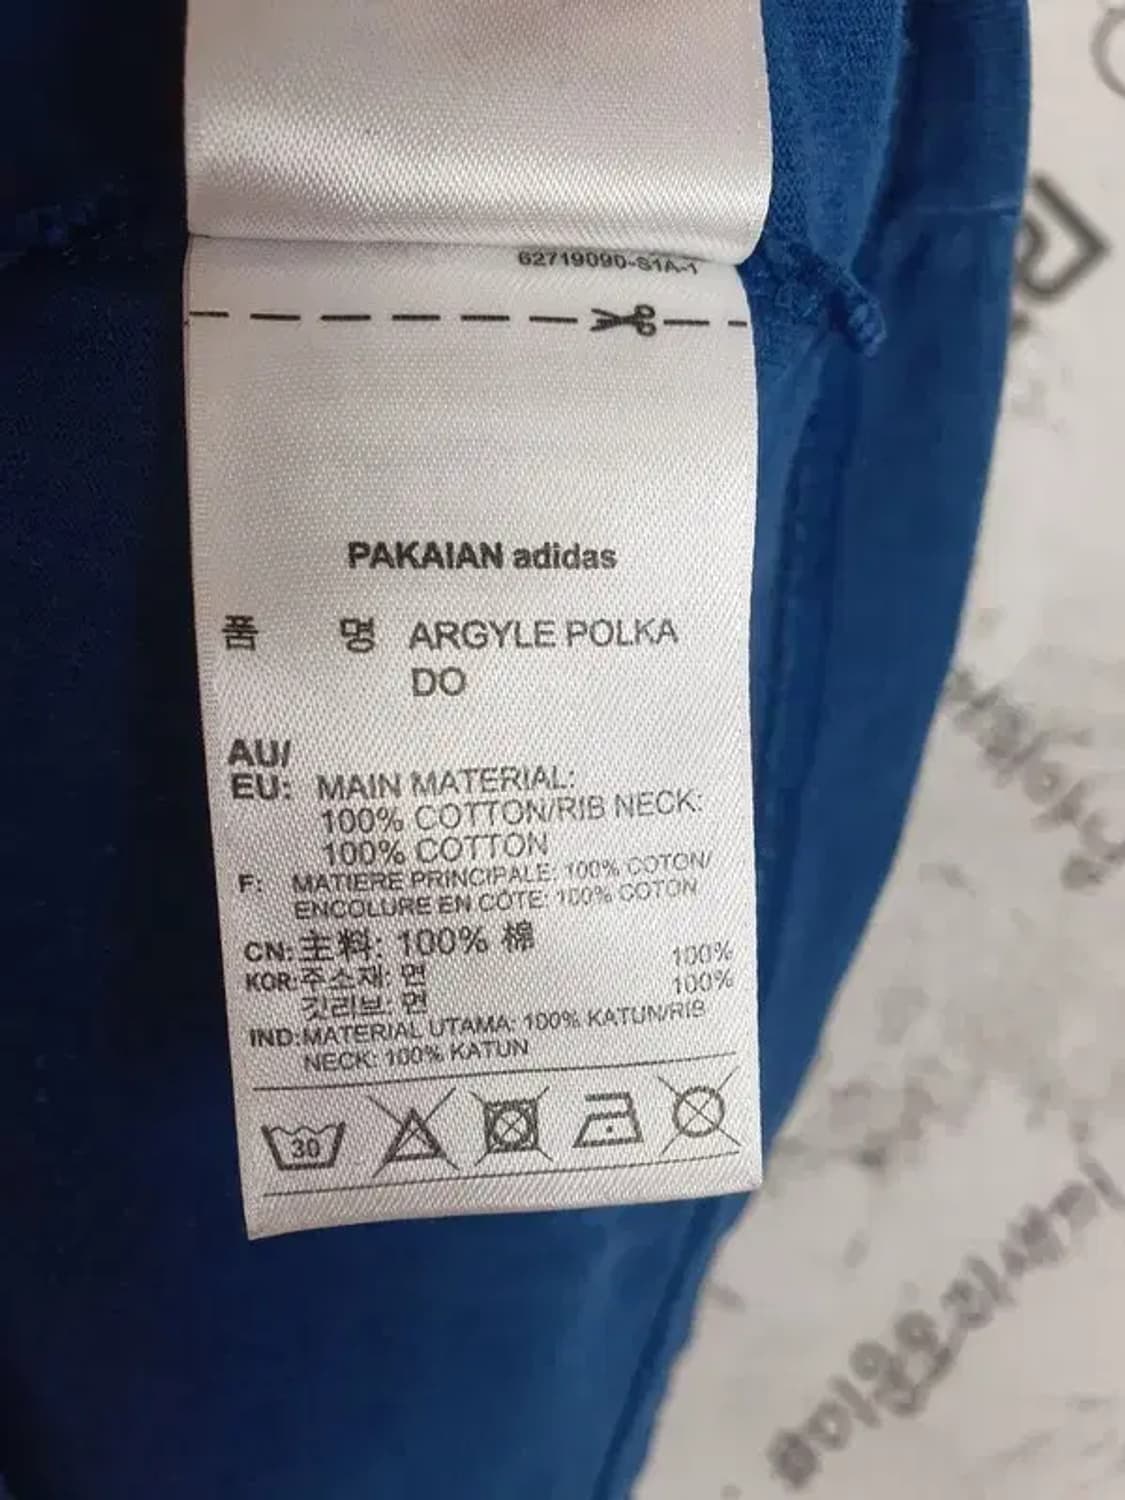 62719090-S1A-1
PAKAIAN adidas
품 명 ARGYLE POLKA
DO
AU/
EU: MAIN MATERIAL:
100% COTTON/RIB NECK:
100% COTTON
F: MATIERE PRINCIPALE: 100% COTON/
ENCOLURE EN COTE: 100% COTON
CN: 主料: 100% 棉
KOR: 주소재: 면 100%
깃리브: 면 100%
IND: MATERIAL UTAMA: 100% KATUN/RIB
NECK: 100% KATUN
30